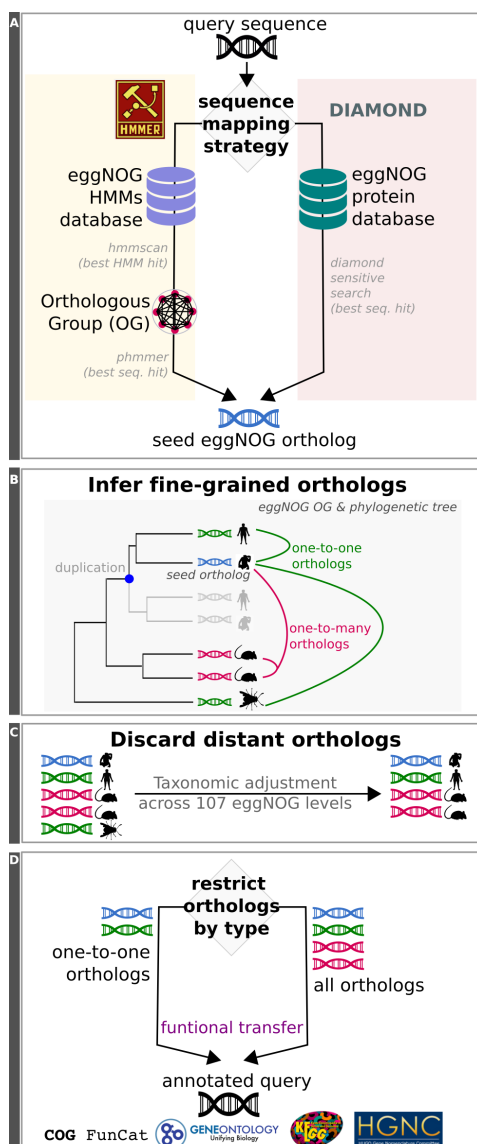 A
query sequence
HMMER
sequence
mapping
strategy
DIAMOND
eggNOG
HMMs
database
eggNOG
protein
database
hmmscan
(best HMM hit)
diamond
sensitive
search
(best seq. hit)
Orthologous
Group (OG)
phmmer
(best seq. hit)
seed eggNOG ortholog
B
Infer fine-grained orthologs
eggNOG OG & phylogenetic tree
duplication
seed ortholog
one-to-one
orthologs
one-to-many
orthologs
C
Discard distant orthologs
Taxonomic adjustment
across 107 eggNOG levels
D
restrict
orthologs
by type
one-to-one
orthologs
all orthologs
funtional transfer
annotated query
COG FunCat
GENEONTOLOGY
Unifying Biology
KEGG
HGNC